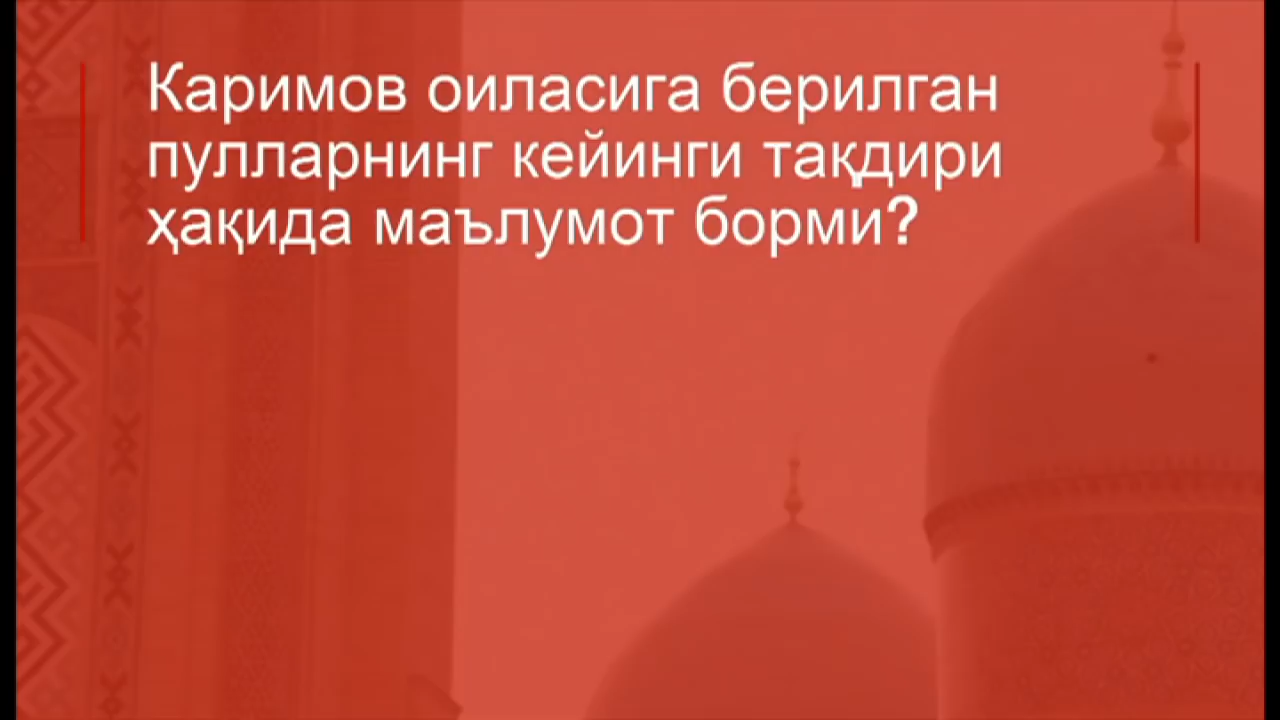 Каримов оиласига берилган
пулларнинг кейинги тақдири
ҳақида маълумот борми?